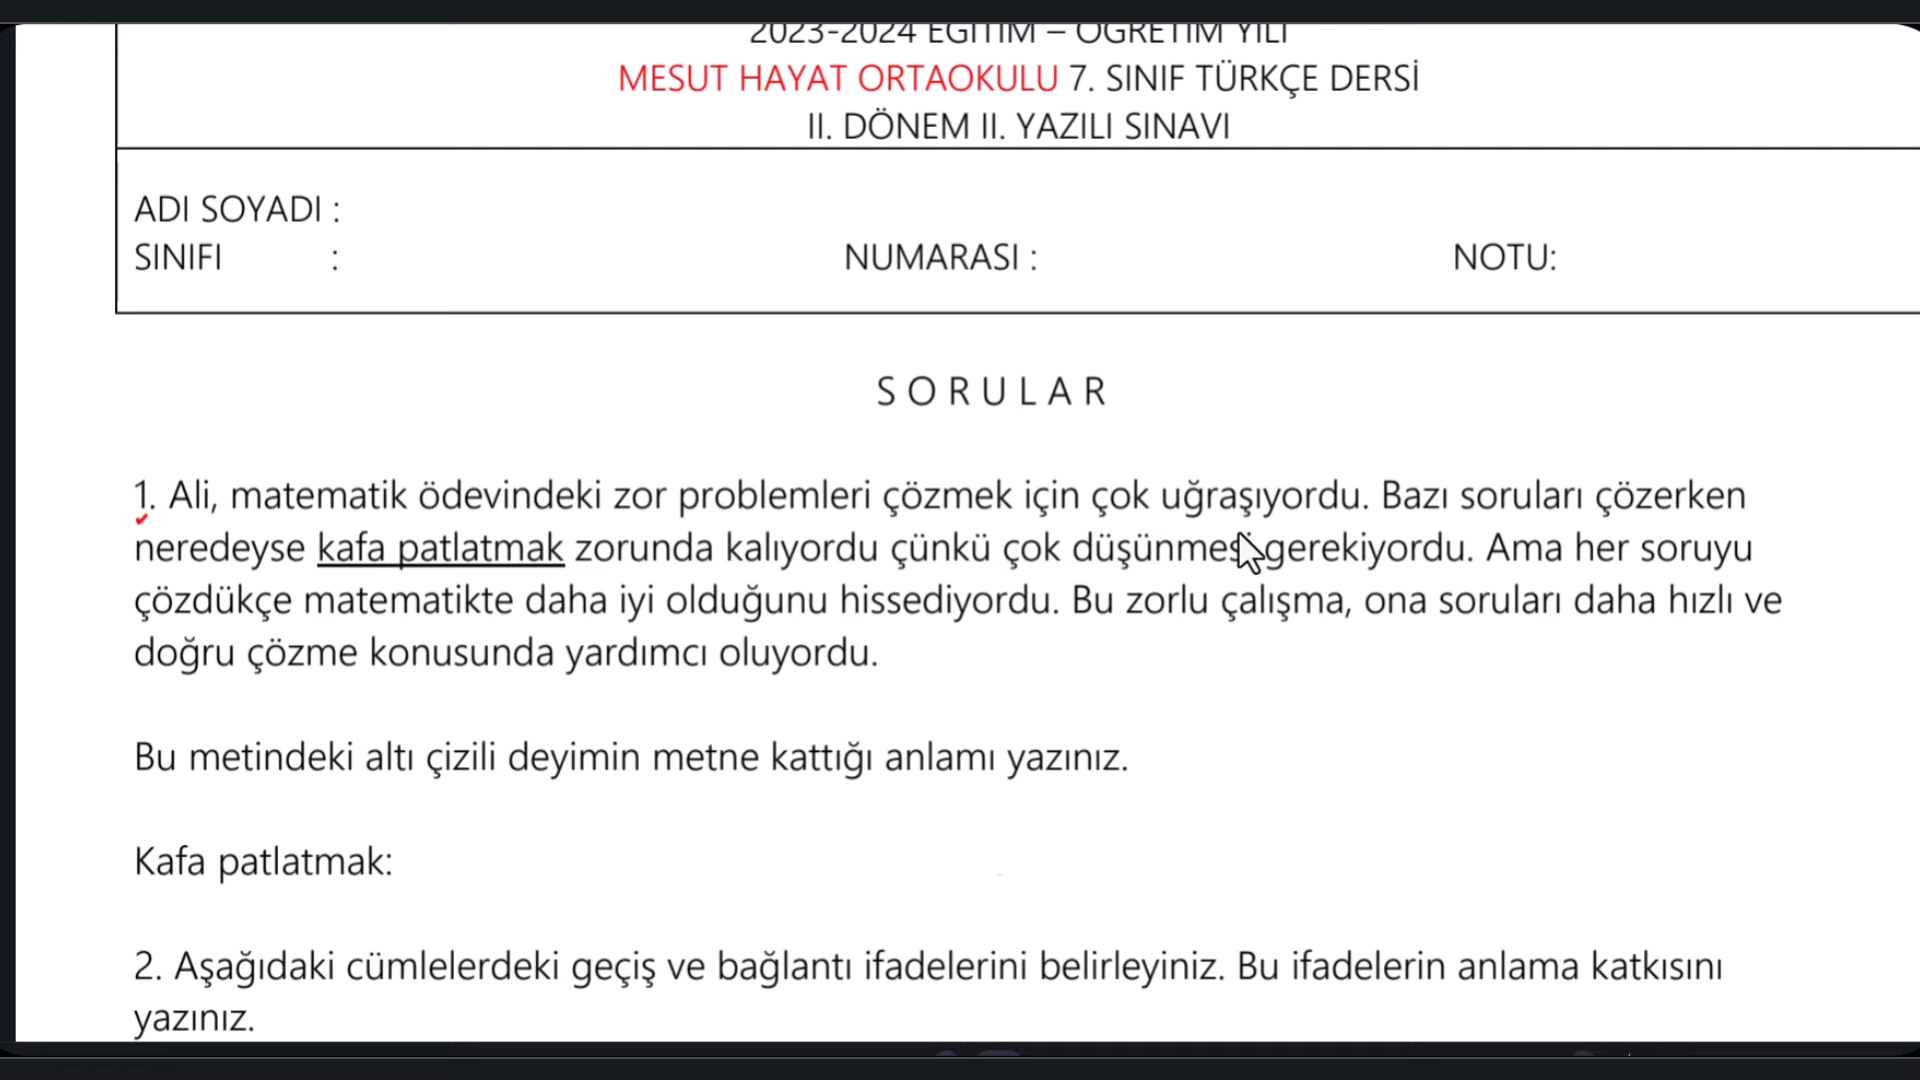 2023-2024 EĞİTİM – ÖĞRETİM YILI
MESUT HAYAT ORTAOKULU 7. SINIF TÜRKÇE DERSİ
II. DÖNEM II. YAZILI SINAVI
ADI SOYADI :
SINIFI : NUMARASI : NOTU:
S O R U L A R
1. Ali, matematik ödevindeki zor problemleri çözmek için çok uğraşıyordu. Bazı soruları çözerken
neredeyse kafa patlatmak zorunda kalıyordu çünkü çok düşünmesi gerekiyordu. Ama her soruyu
çözdükçe matematikte daha iyi olduğunu hissediyordu. Bu zorlu çalışma, ona soruları daha hızlı ve
doğru çözme konusunda yardımcı oluyordu.
Bu metindeki altı çizili deyimin metne kattığı anlamı yazınız.
Kafa patlatmak:
2. Aşağıdaki cümlelerdeki geçiş ve bağlantı ifadelerini belirleyiniz. Bu ifadelerin anlama katkısını
yazınız.